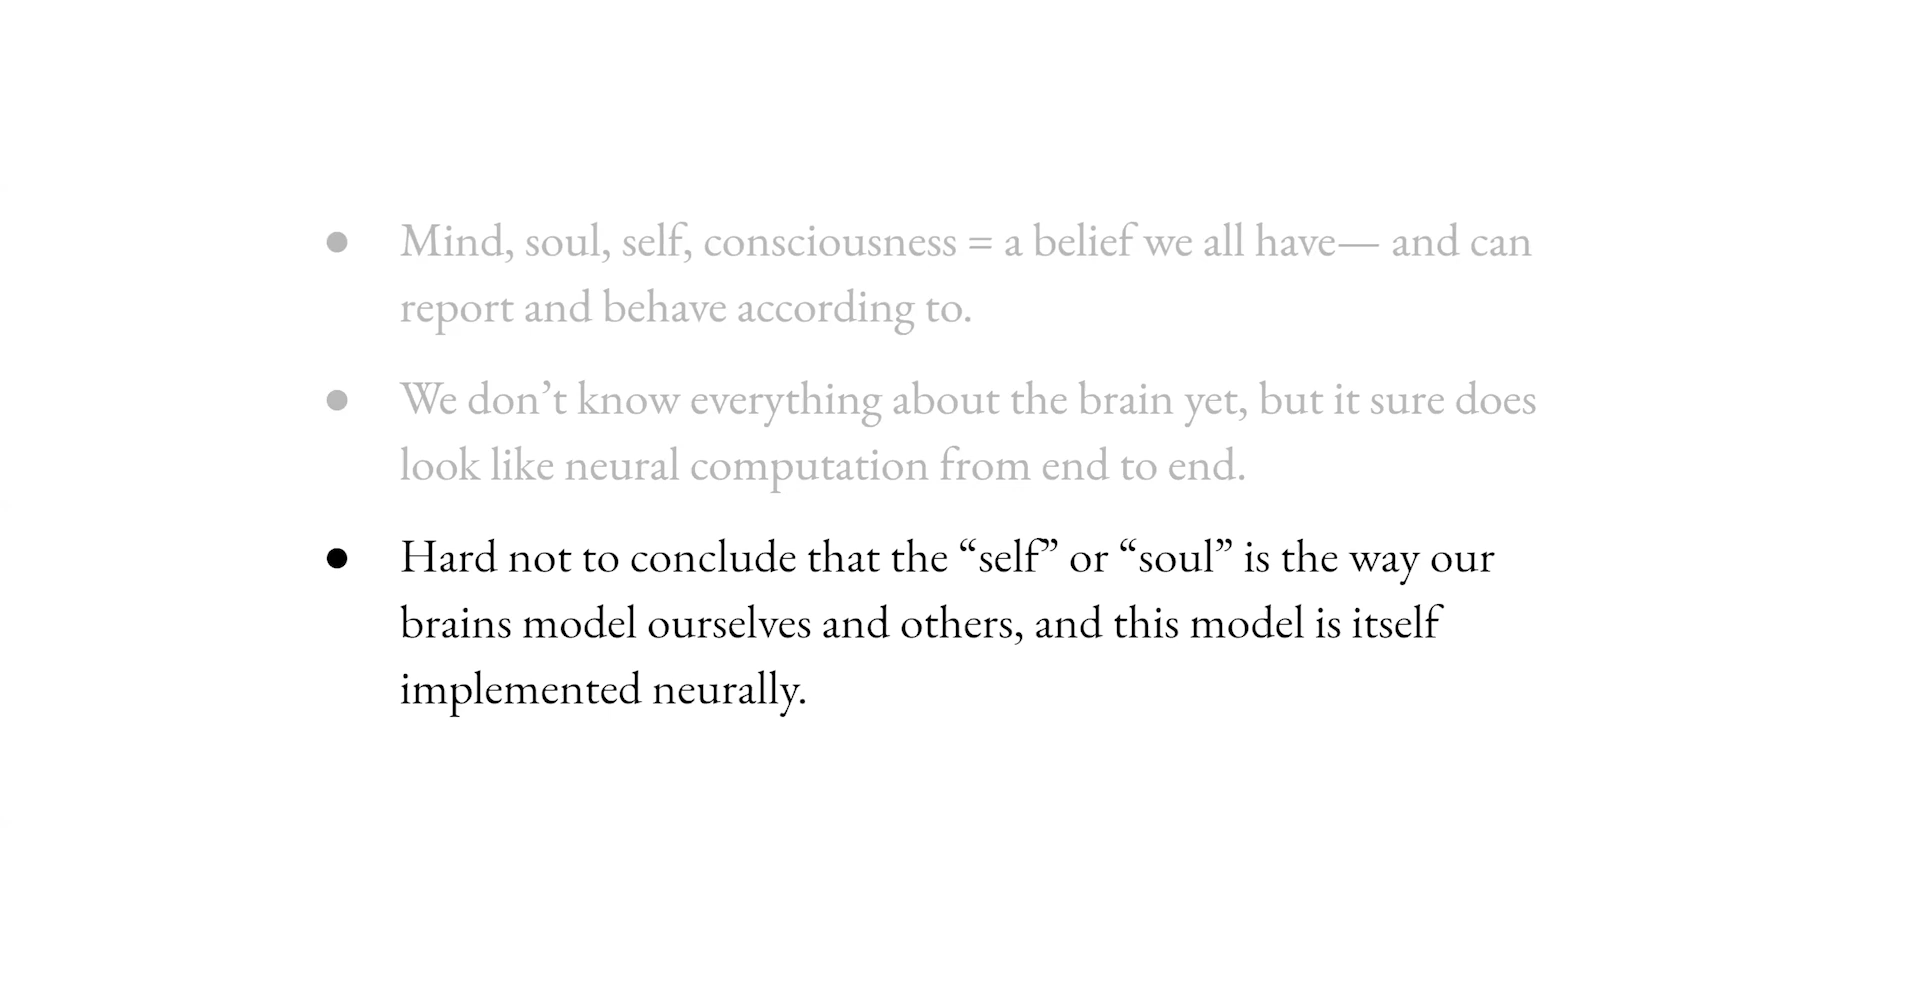 ● Mind, soul, self, consciousness = a belief we all have— and can
report and behave according to.
● We don’t know everything about the brain yet, but it sure does
look like neural computation from end to end.
● Hard not to conclude that the “self” or “soul” is the way our
brains model ourselves and others, and this model is itself
implemented neurally.